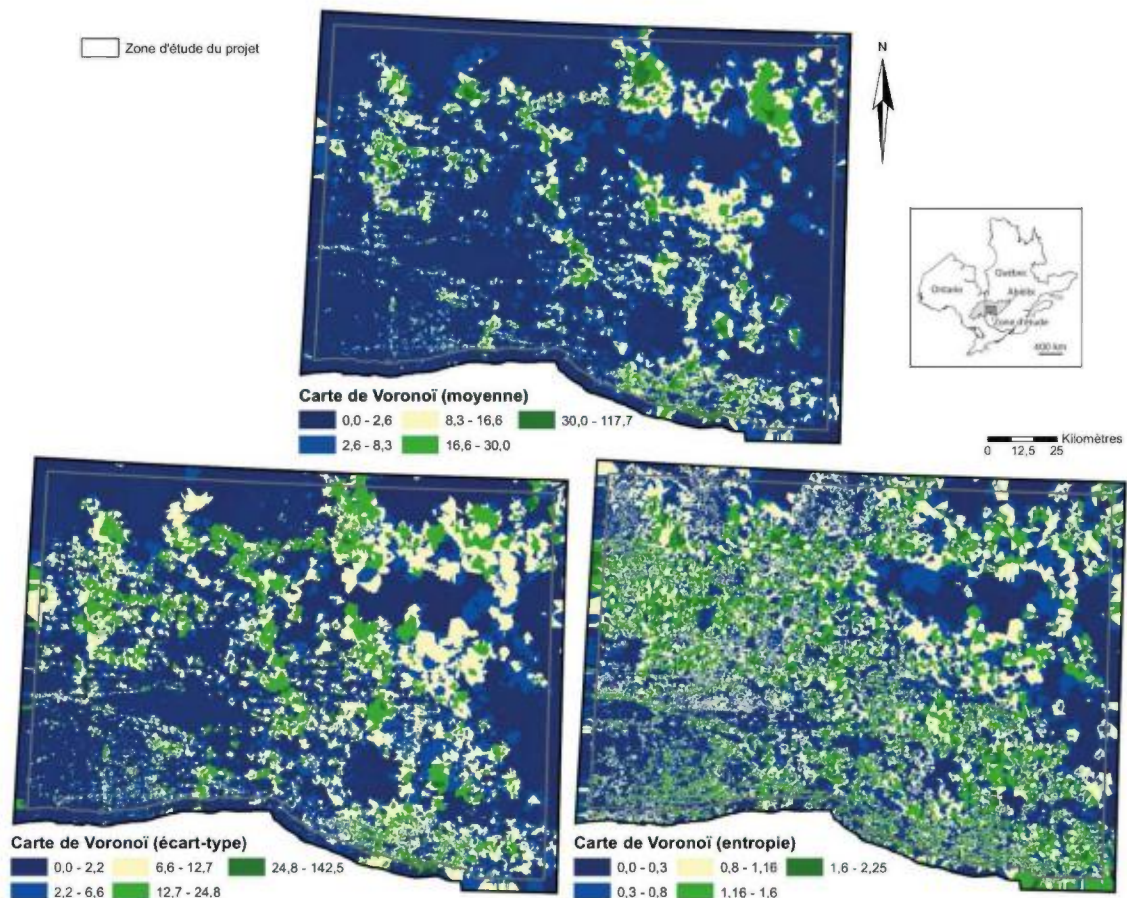 Zone d'étude du projet
N
Ontario
Québec
Abitibi
Zone d'étude
400 km
Carte de Voronoï (moyenne)
0,0 - 2,6
8,3 - 16,6
30,0 - 117,7
2,6 - 8,3
16,6 - 30,0
Kilomètres
0 12,5 25
Carte de Voronoï (écart-type)
0,0 - 2,2
6,6 - 12,7
24,8 - 142,5
2,2 - 6,6
12,7 - 24,8
Carte de Voronoï (entropie)
0,0 - 0,3
0,8 - 1,16
1,6 - 2,25
0,3 - 0,8
1,16 - 1,6